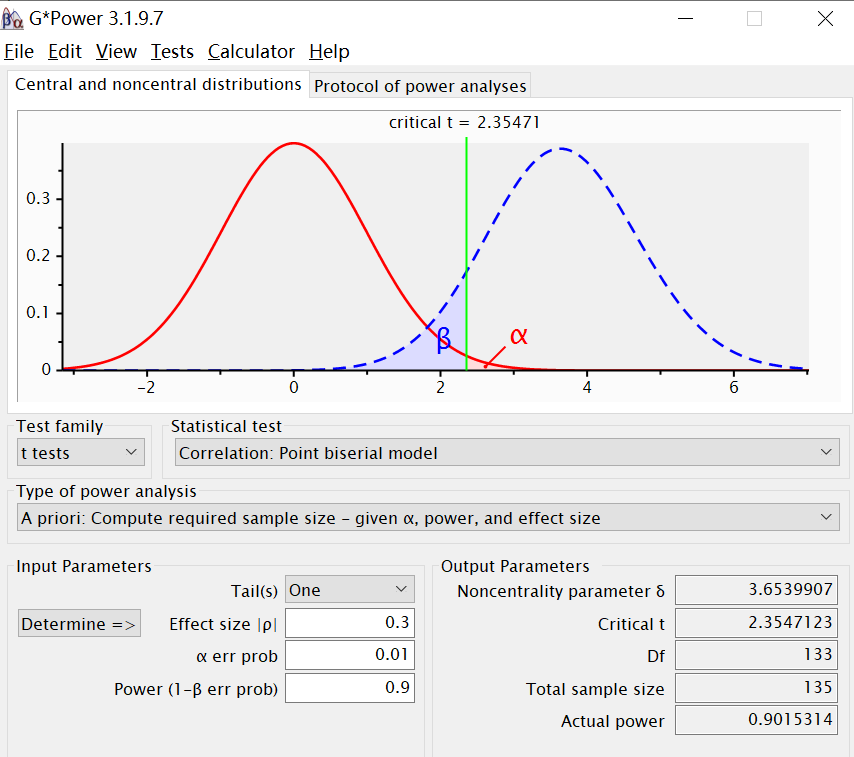 G*Power 3.1.9.7
File Edit View Tests Calculator Help
Central and noncentral distributions Protocol of power analyses
critical t = 2.35471
0.3
0.2
0.1
0
β
α
-2 0 2 4 6
Test family Statistical test
t tests Correlation: Point biserial model
Type of power analysis
A priori: Compute required sample size – given α, power, and effect size
Input Parameters Output Parameters
Tail(s) One Noncentrality parameter δ 3.6539907
Determine => Effect size |ρ| 0.3 Critical t 2.3547123
α err prob 0.01 Df 133
Power (1-β err prob) 0.9 Total sample size 135
Actual power 0.9015314